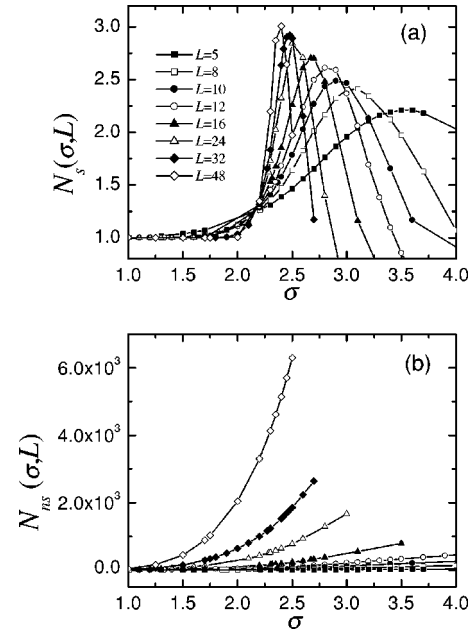 (a)
3.0
2.5
2.0
1.5
1.0
N_s(σ,L)
L=5
L=8
L=10
L=12
L=16
L=24
L=32
L=48
1.0 1.5 2.0 2.5 3.0 3.5 4.0
σ
(b)
6.0x10³
4.0x10³
2.0x10³
0.0
N_ns (σ,L)
1.0 1.5 2.0 2.5 3.0 3.5 4.0
σ